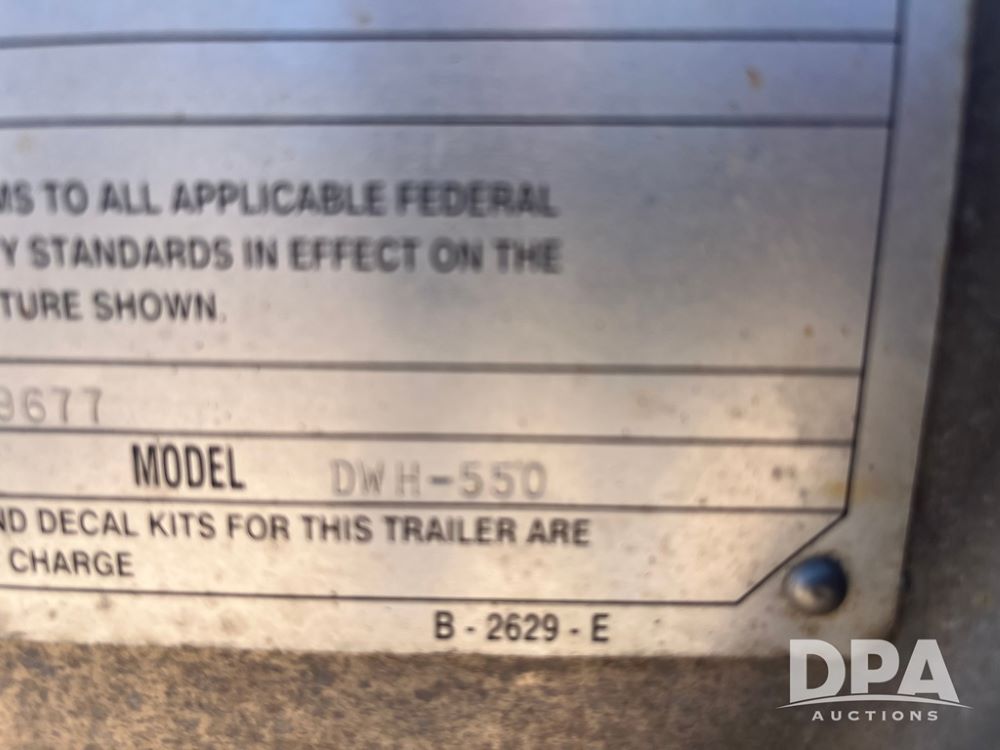 MS TO ALL APPLICABLE FEDERAL
Y STANDARDS IN EFFECT ON THE
TURE SHOWN.
9677
MODEL DWH-550
ND DECAL KITS FOR THIS TRAILER ARE
CHARGE
B - 2629 - E
DPA
AUCTIONS